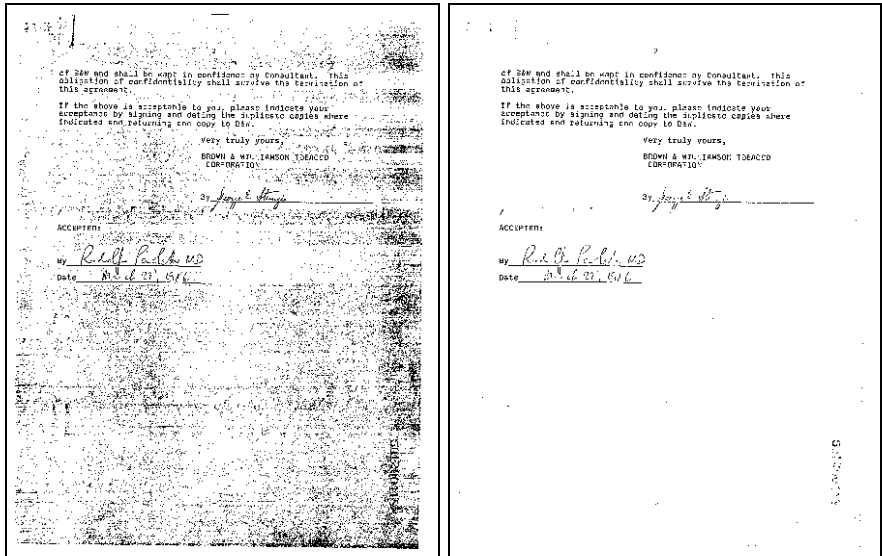 2
of B&W and shall be kept in confidence by Consultant. This
obligation of confidentiality shall survive the termination of
this agreement.
If the above is acceptable to you, please indicate your
acceptance by signing and dating the duplicate copies where
indicated and returning one copy to B&W.
Very truly yours,
BROWN & WILLIAMSON TOBACCO
CORPORATION
By
ACCEPTED:
By M.D.
Date March 27, 1986
2
of B&W and shall be kept in confidence by Consultant. This
obligation of confidentiality shall survive the termination of
this agreement.
If the above is acceptable to you, please indicate your
acceptance by signing and dating the duplicate copies where
indicated and returning one copy to B&W.
Very truly yours,
BROWN & WILLIAMSON TOBACCO
CORPORATION
By
ACCEPTED:
By M.D.
Date